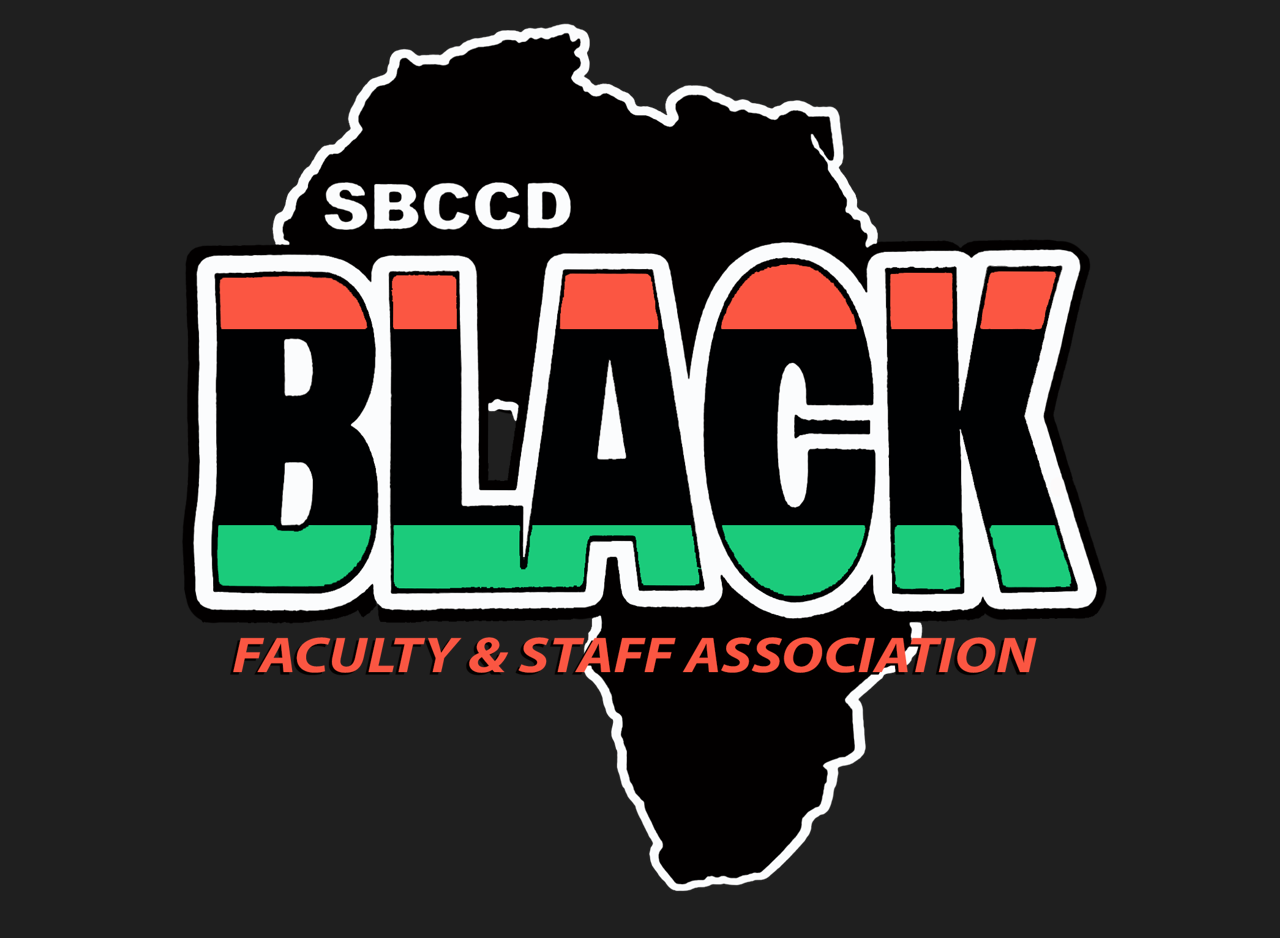 SBCCD
BLACK
FACULTY & STAFF ASSOCIATION